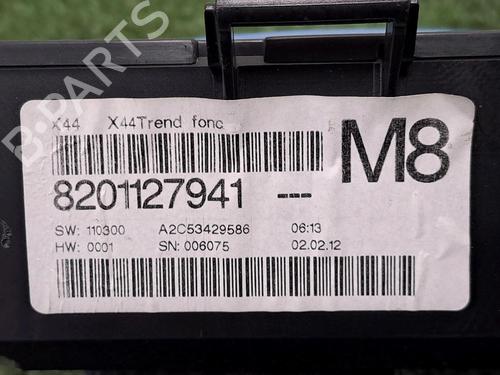 X44 X44Trend fonc
M8
8201127941 ---
SW: 110300 A2C53429586 06:13
HW: 0001 SN: 006075 02.02.12
B-PARTS